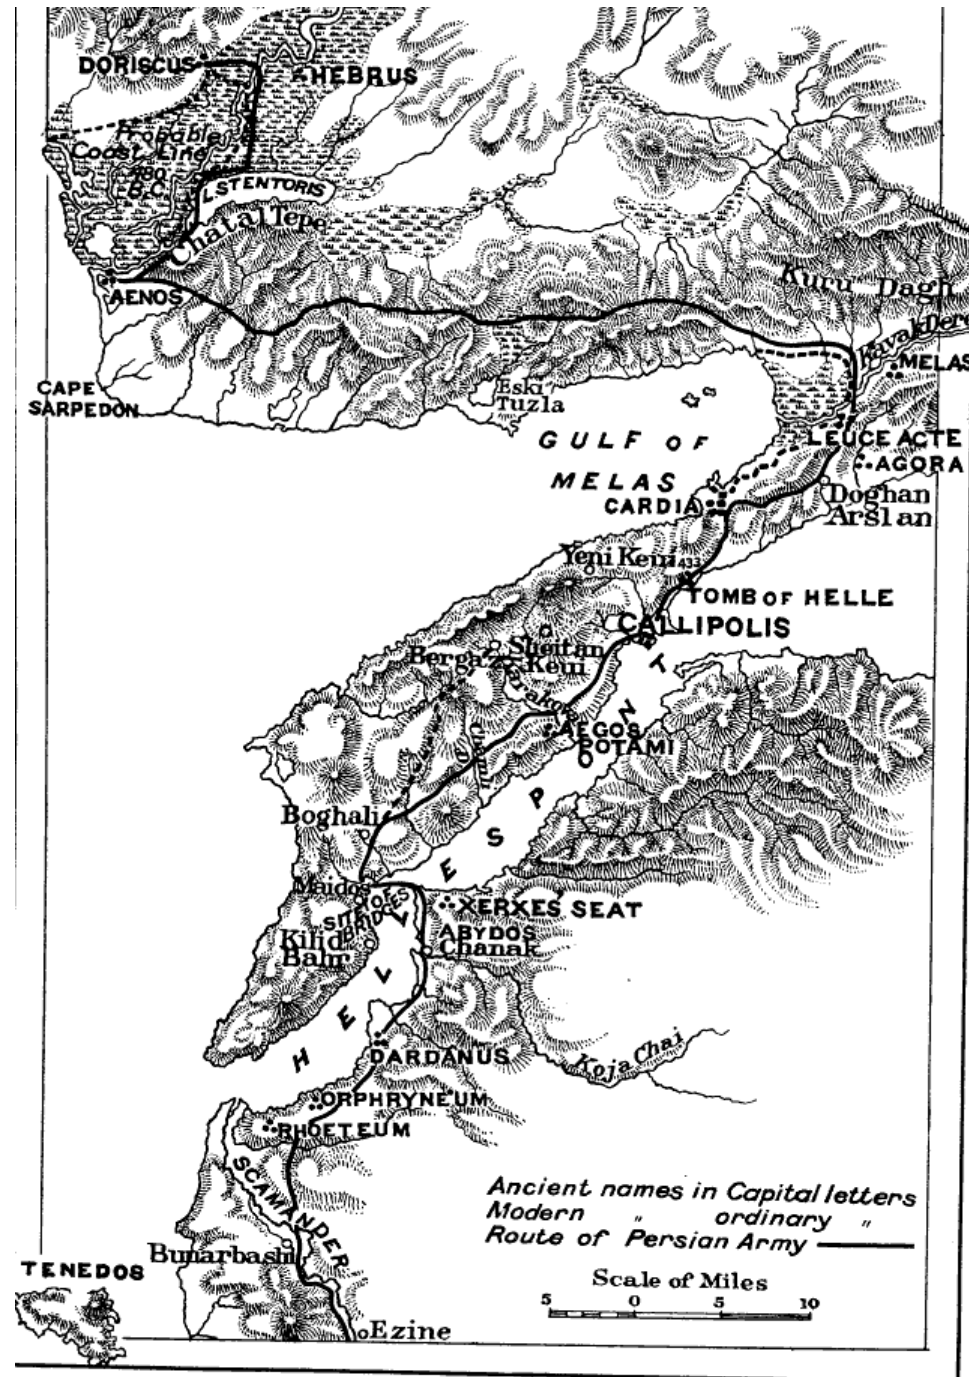 DORISCUS
HEBRUS
Probable
Coast Line
480
B.C.
L. STENTORIS
Chatal Tepe
AENOS
Kuru Dagh
Kavak Dere
MELAS
CAPE
SARPEDON
Eski
Tuzla
GULF OF
MELAS
LEUCE ACTE
AGORA
CARDIA
Doghan
Arslan
Yeni Keui
433
TOMB OF HELLE
CALLIPOLIS
Sheitan
Keui
Berga
Karakova
AEGOS
POTAMI
Chumli
D.
Boghali
Maidos
SITE OF
BRIDGES
XERXES SEAT
Kilid
Bahr
ABYDOS
Chanak
HELLESPONT
DARDANUS
Koja Chai
ORPHRYNEUM
RHOETEUM
SCAMANDER
Bunarbashi
TENEDOS
Ezine
Ancient names in Capital letters
Modern " ordinary "
Route of Persian Army
Scale of Miles
5 0 5 10